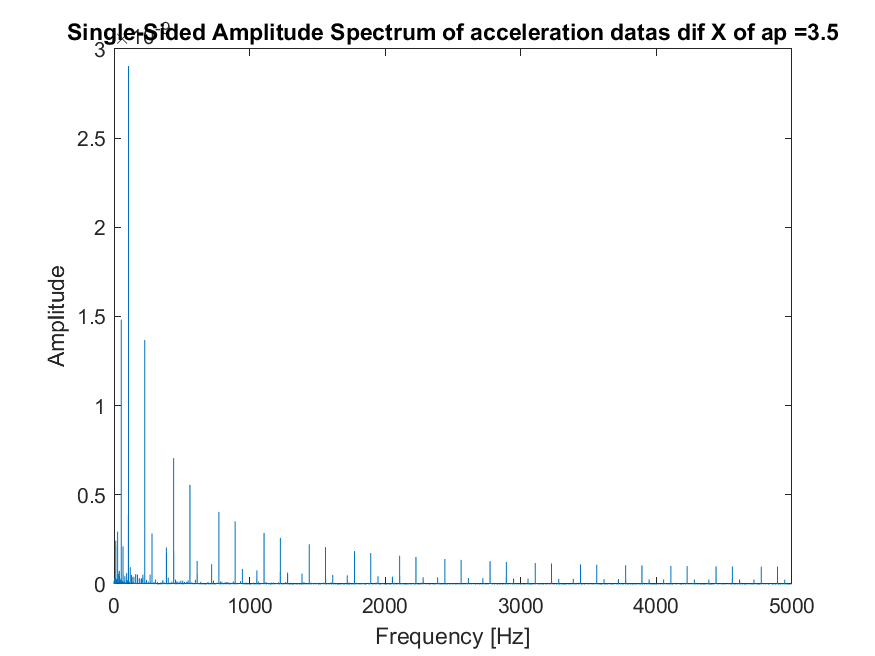 Single-Sided Amplitude Spectrum of acceleration datas dif X of ap =3.5
3
2.5
2
1.5
1
0.5
0
Amplitude
0 1000 2000 3000 4000 5000
Frequency [Hz]